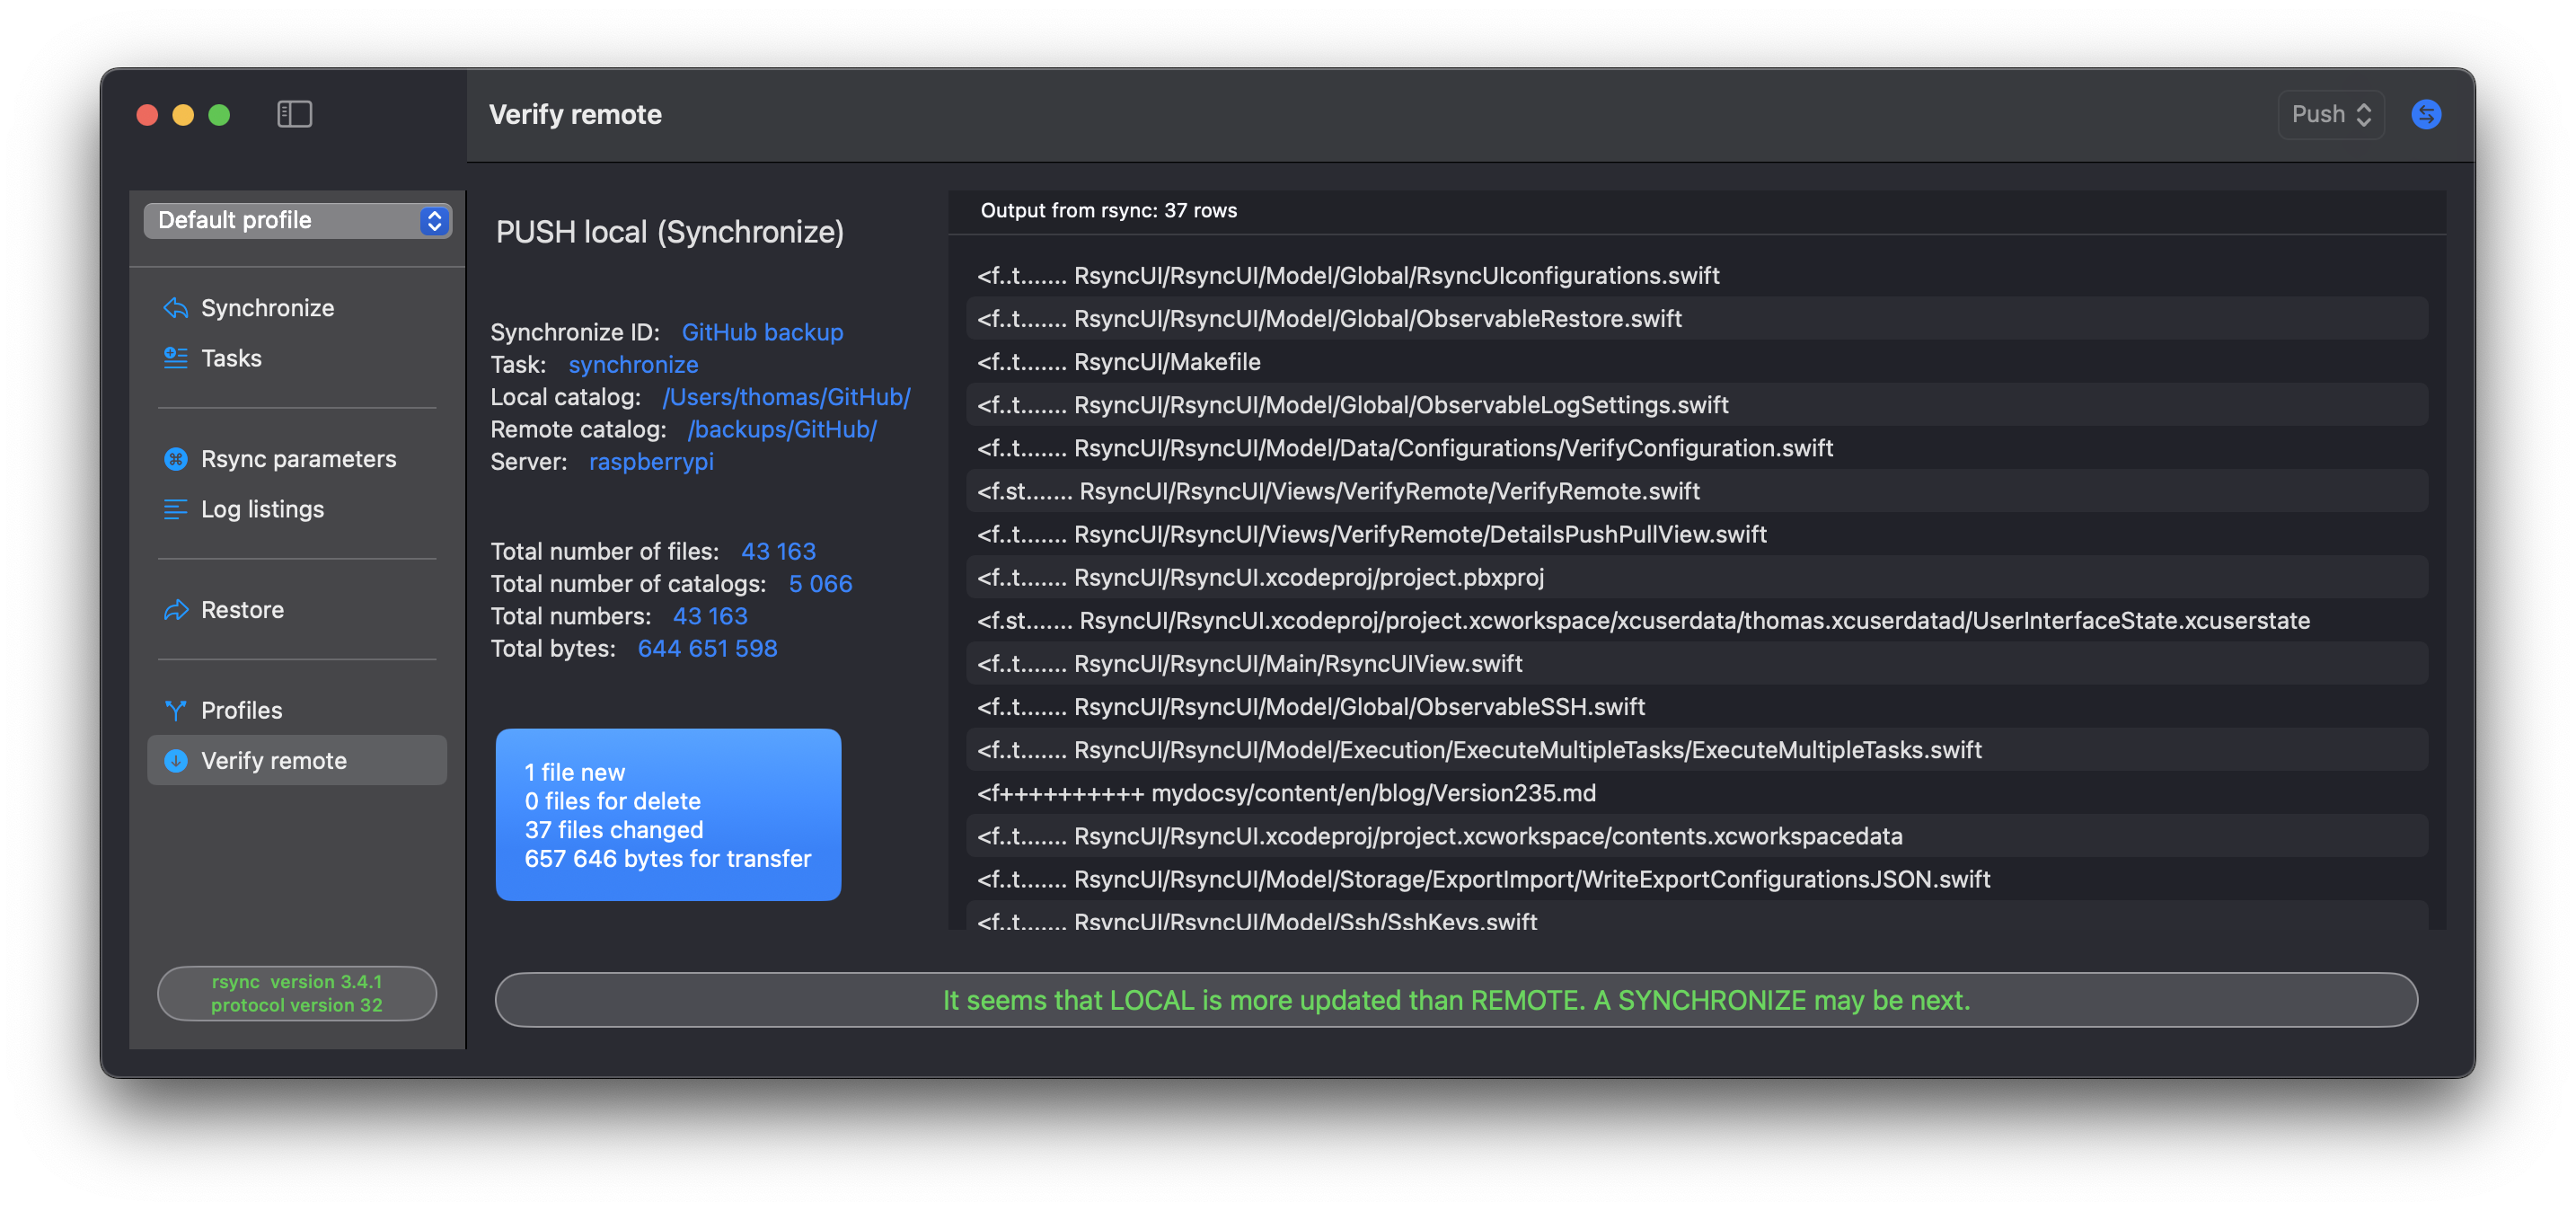 Verify remote
Push
Default profile
Synchronize
Tasks
Rsync parameters
Log listings
Restore
Profiles
Verify remote
rsync  version 3.4.1
protocol version 32
PUSH local (Synchronize)
Synchronize ID: GitHub backup
Task: synchronize
Local catalog: /Users/thomas/GitHub/
Remote catalog: /backups/GitHub/
Server: raspberrypi
Total number of files: 43 163
Total number of catalogs: 5 066
Total numbers: 43 163
Total bytes: 644 651 598
1 file new
0 files for delete
37 files changed
657 646 bytes for transfer
Output from rsync: 37 rows
<f..t....... RsyncUI/RsyncUI/Model/Global/RsyncUIconfigurations.swift
<f..t....... RsyncUI/RsyncUI/Model/Global/ObservableRestore.swift
<f..t....... RsyncUI/Makefile
<f..t....... RsyncUI/RsyncUI/Model/Global/ObservableLogSettings.swift
<f..t....... RsyncUI/RsyncUI/Model/Data/Configurations/VerifyConfiguration.swift
<f.st....... RsyncUI/RsyncUI/Views/VerifyRemote/VerifyRemote.swift
<f..t....... RsyncUI/RsyncUI/Views/VerifyRemote/DetailsPushPullView.swift
<f..t....... RsyncUI/RsyncUI.xcodeproj/project.pbxproj
<f.st....... RsyncUI/RsyncUI.xcodeproj/project.xcworkspace/xcuserdata/thomas.xcuserdatad/UserInterfaceState.xcuserstate
<f..t....... RsyncUI/RsyncUI/Main/RsyncUIView.swift
<f..t....... RsyncUI/RsyncUI/Model/Global/ObservableSSH.swift
<f..t....... RsyncUI/RsyncUI/Model/Execution/ExecuteMultipleTasks/ExecuteMultipleTasks.swift
<f++++++++++ mydocsy/content/en/blog/Version235.md
<f..t....... RsyncUI/RsyncUI.xcodeproj/project.xcworkspace/contents.xcworkspacedata
<f..t....... RsyncUI/RsyncUI/Model/Storage/ExportImport/WriteExportConfigurationsJSON.swift
<f..t....... RsyncUI/RsyncUI/Model/Ssh/SshKeys.swift
It seems that LOCAL is more updated than REMOTE. A SYNCHRONIZE may be next.